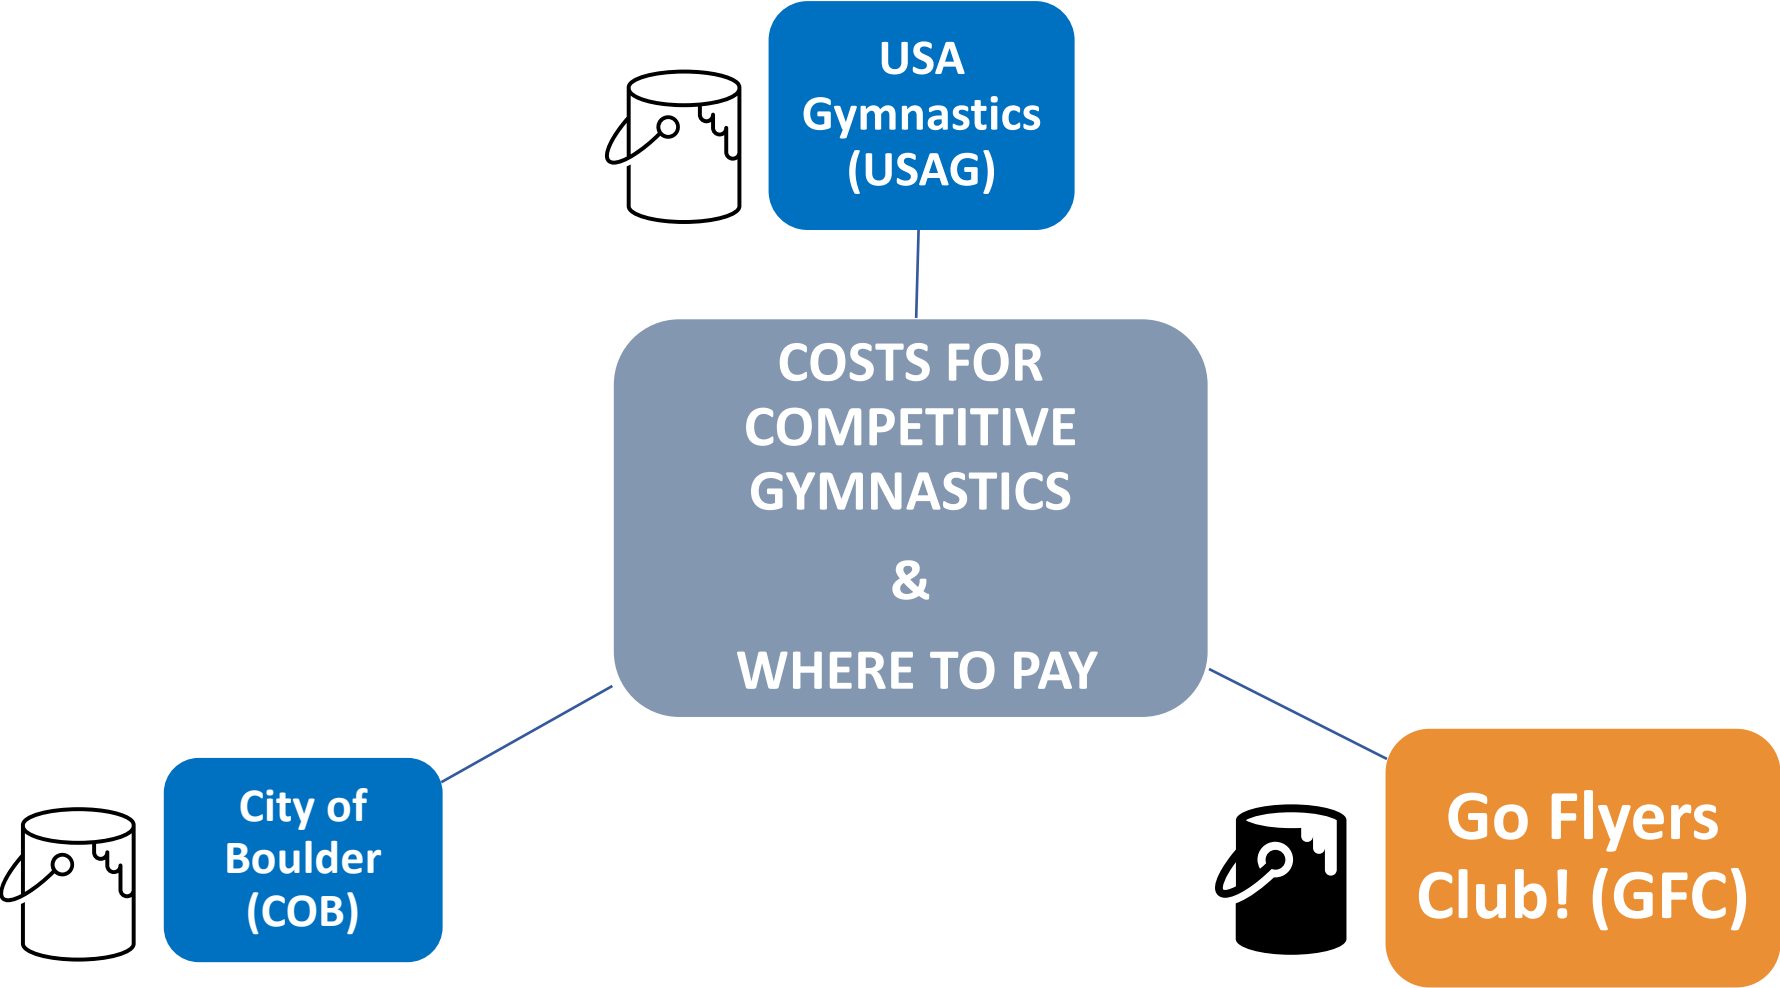 USA
Gymnastics
(USAG)
COSTS FOR
COMPETITIVE
GYMNASTICS
&
WHERE TO PAY
City of
Boulder
(COB)
Go Flyers
Club! (GFC)